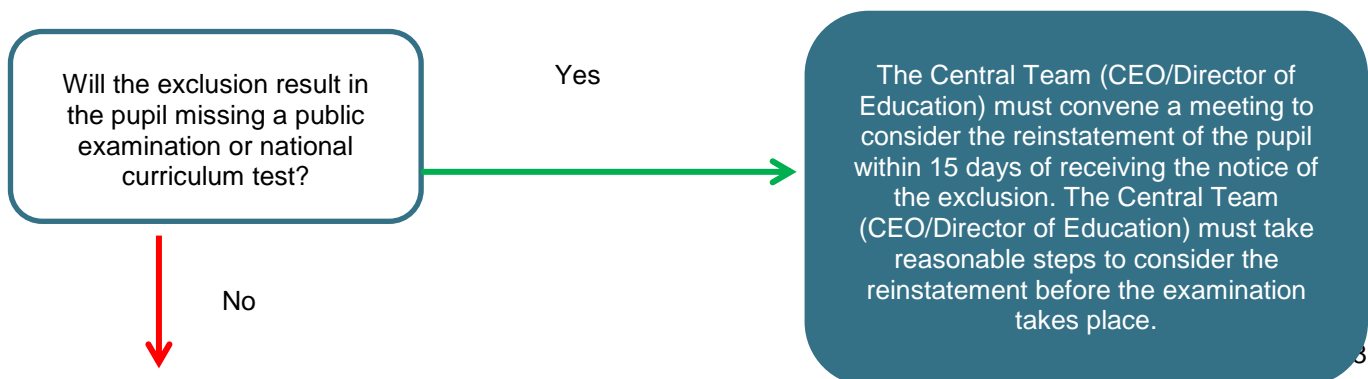 Will the exclusion result in
the pupil missing a public
examination or national
curriculum test?
Yes
The Central Team (CEO/Director of
Education) must convene a meeting to
consider the reinstatement of the pupil
within 15 days of receiving the notice of
the exclusion. The Central Team
(CEO/Director of Education) must take
reasonable steps to consider the
reinstatement before the examination
takes place.
No